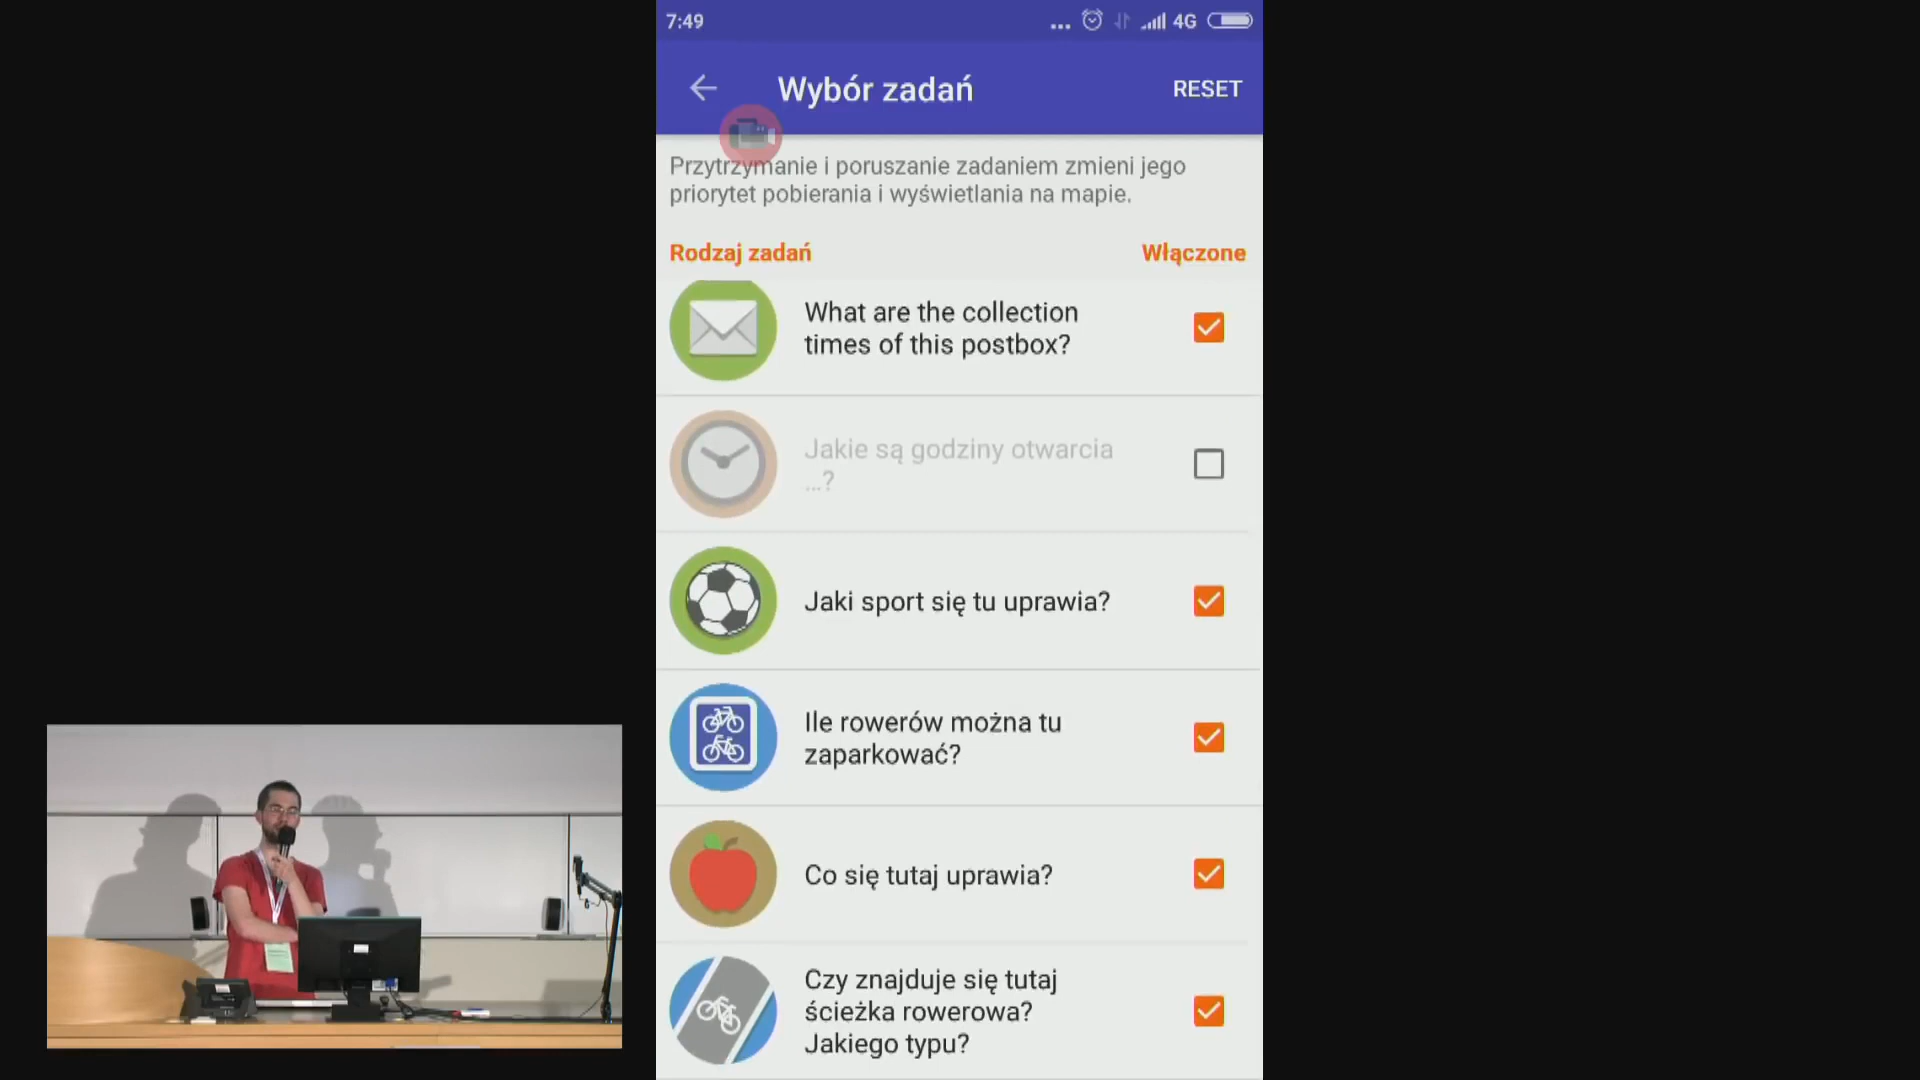 7:49
4G
Wybór zadań
RESET
Przytrzymanie i poruszanie zadaniem zmieni jego
priorytet pobierania i wyświetlania na mapie.
Rodzaj zadań
Włączone
What are the collection
times of this postbox?
Jakie są godziny otwarcia
...?
Jaki sport się tu uprawia?
Ile rowerów można tu
zaparkować?
Co się tutaj uprawia?
Czy znajduje się tutaj
ścieżka rowerowa?
Jakiego typu?